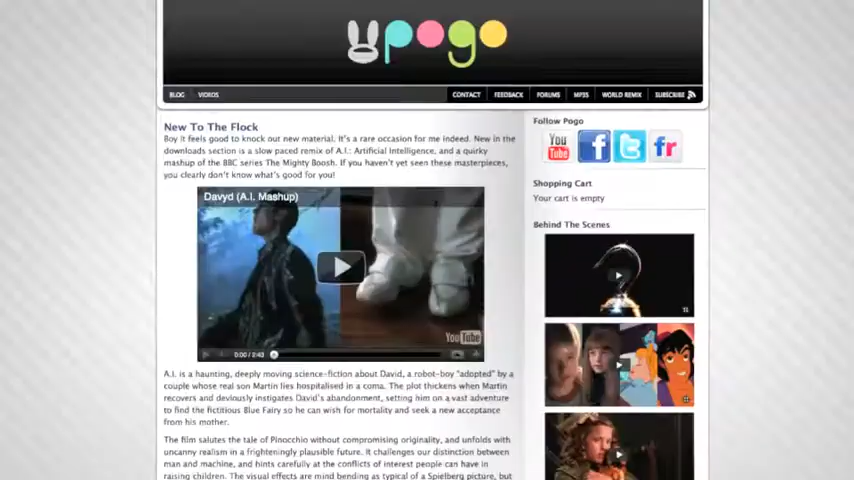 pogo
BLOG VIDEOS CONTACT FEEDBACK FORUMS MP3S WORLD REMIX SUBSCRIBE
New To The Flock
Boy it feels good to knock out new material. It's a rare occasion for me indeed. New in the
downloads section is a slow paced remix of A.I.: Artificial Intelligence, and a quirky
mashup of the BBC series The Mighty Boosh. If you haven't yet seen these masterpieces,
you clearly don't know what's good for you!
Davyd (A.I. Mashup)
YouTube
0:00 / 2:43
A.I. is a haunting, deeply moving science-fiction about David, a robot-boy "adopted" by a
couple whose real son Martin lies hospitalised in a coma. The plot thickens when Martin
recovers and deviously instigates David's abandonment, setting him on a vast adventure
to find the fictitious Blue Fairy so he can wish for mortality and seek a new acceptance
from his mother.
The film salutes the tale of Pinocchio without compromising originality, and unfolds with
uncanny realism in a frighteningly plausible future. It challenges our distinction between
man and machine, and hints carefully at the conflicts of interest people can have in
raising children. The visual effects are mind bending as typical of a Spielberg picture, but
Follow Pogo
You
Tube
f
t
fr
Shopping Cart
Your cart is empty
Behind The Scenes